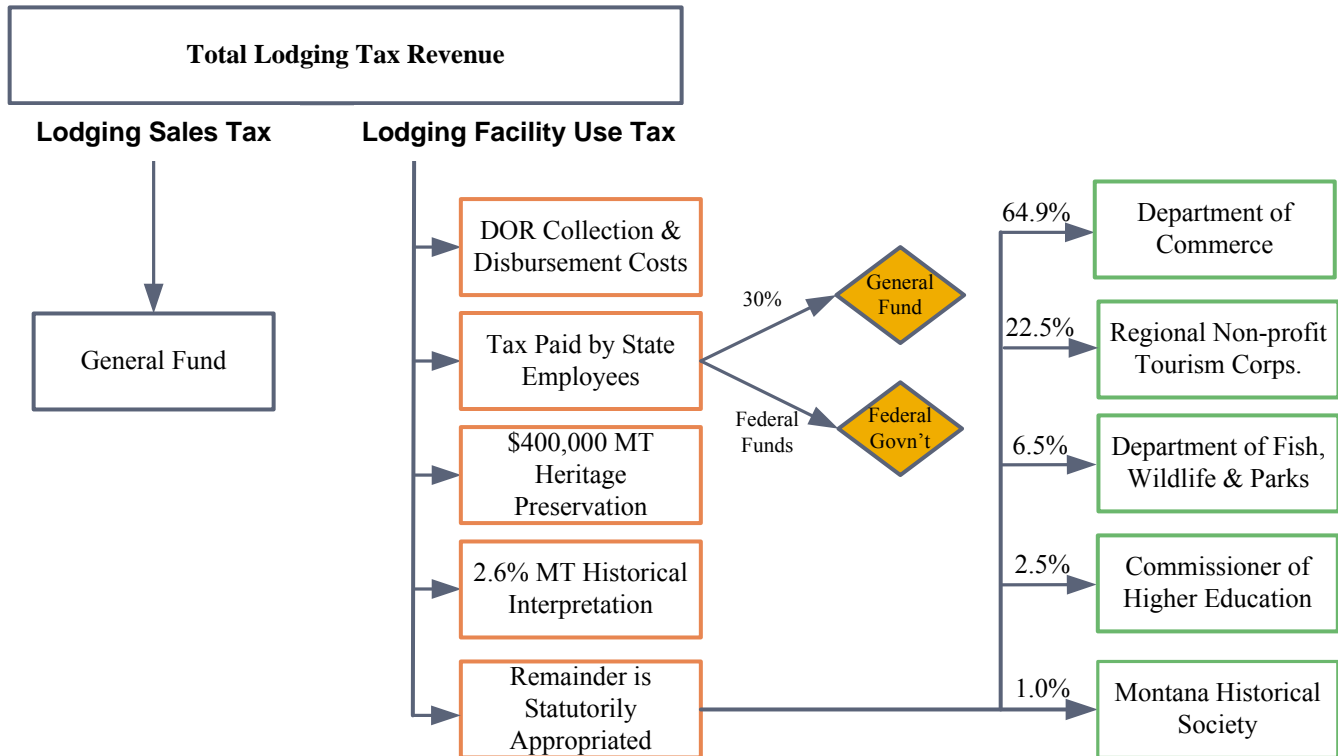 Total Lodging Tax Revenue
Lodging Sales Tax
Lodging Facility Use Tax
General Fund
DOR Collection &
Disbursement Costs
Tax Paid by State
Employees
30%
General
Fund
Federal
Funds
Federal
Govn't
$400,000 MT
Heritage
Preservation
2.6% MT Historical
Interpretation
Remainder is
Statutorily
Appropriated
64.9%
Department of
Commerce
22.5%
Regional Non-profit
Tourism Corps.
6.5%
Department of Fish,
Wildlife & Parks
2.5%
Commissioner of
Higher Education
1.0%
Montana Historical
Society